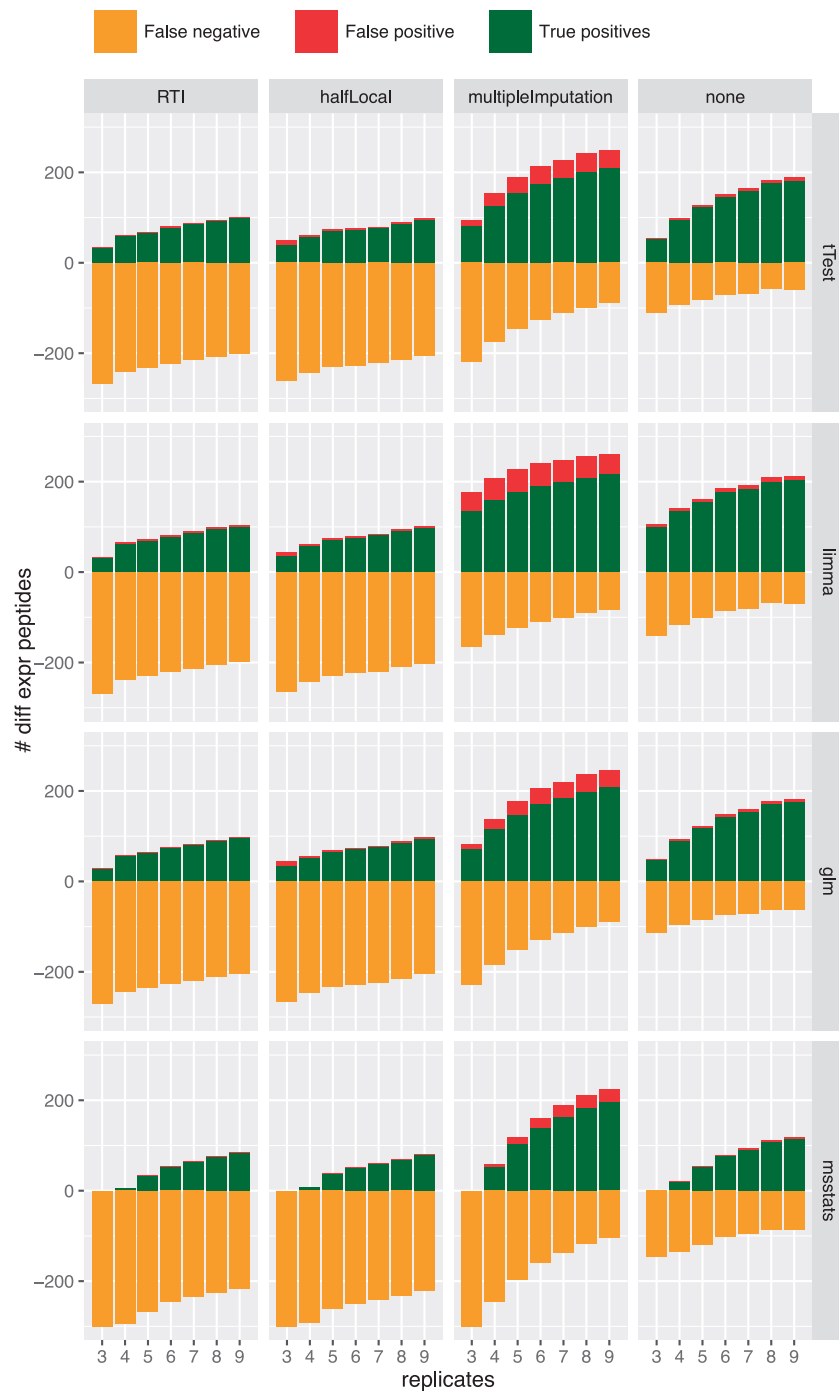 False negative False positive True positives
RTI halfLocal multipleImputation none
200
0
−200
tTest
200
0
−200
limma
# diff expr peptides
200
0
−200
glm
200
0
−200
msstats
3 4 5 6 7 8 9 3 4 5 6 7 8 9 3 4 5 6 7 8 9 3 4 5 6 7 8 9
replicates